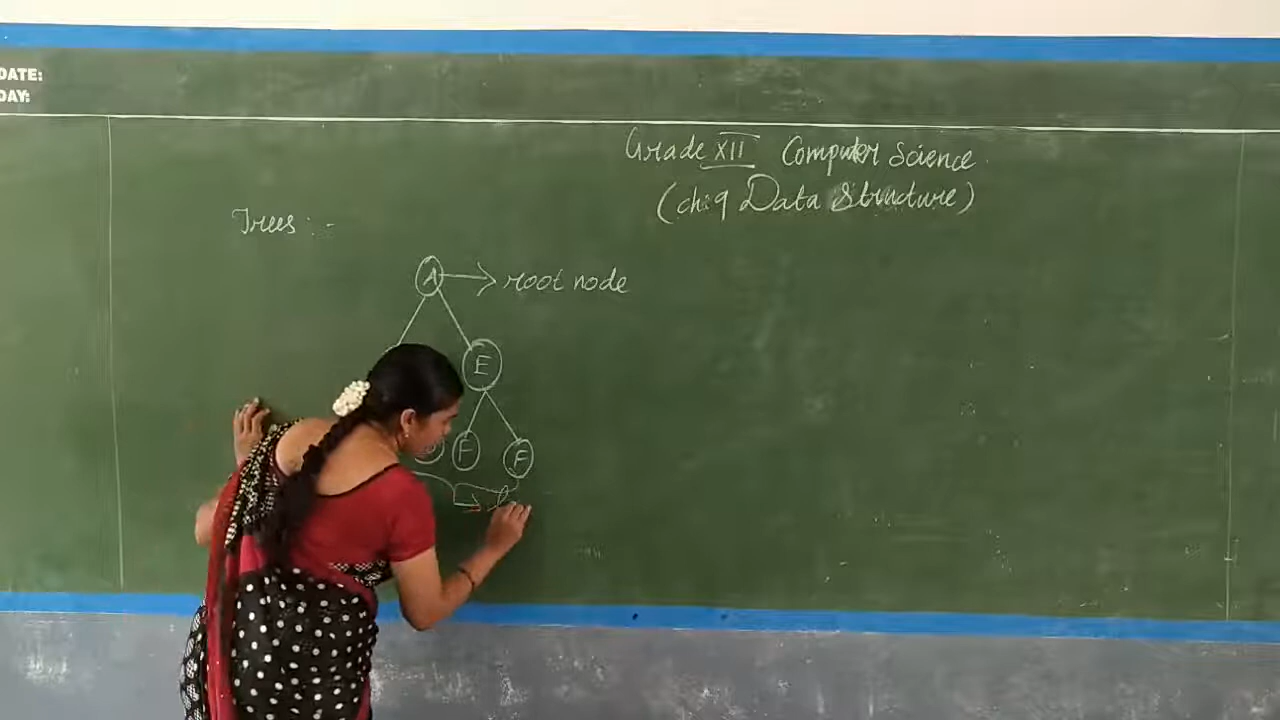 DATE:
DAY:
Grade XII Computer Science
(ch:9 Data Structure)
Trees :-
A → root node
E
F F